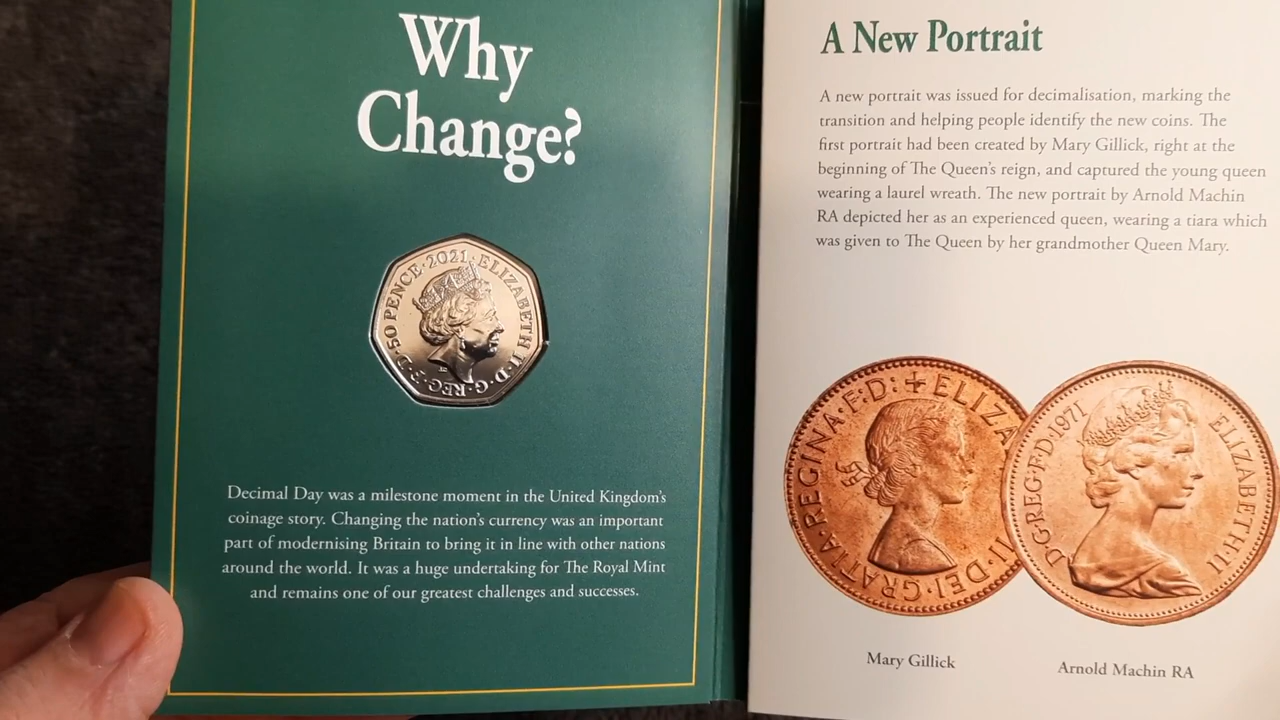 Why
Change?
50 PENCE·2021·ELIZABETH II·D·G·REG·F·D·
Decimal Day was a milestone moment in the United Kingdom's
coinage story. Changing the nation's currency was an important
part of modernising Britain to bring it in line with other nations
around the world. It was a huge undertaking for The Royal Mint
and remains one of our greatest challenges and successes.
A New Portrait
A new portrait was issued for decimalisation, marking the
transition and helping people identify the new coins. The
first portrait had been created by Mary Gillick, right at the
beginning of The Queen's reign, and captured the young queen
wearing a laurel wreath. The new portrait by Arnold Machin
RA depicted her as an experienced queen, wearing a tiara which
was given to The Queen by her grandmother Queen Mary.
+ELIZA II·DEI·GRATIA·REGINA·F:D:
D·G·REG·F·D·1971 ELIZABETH·II
Mary Gillick
Arnold Machin RA